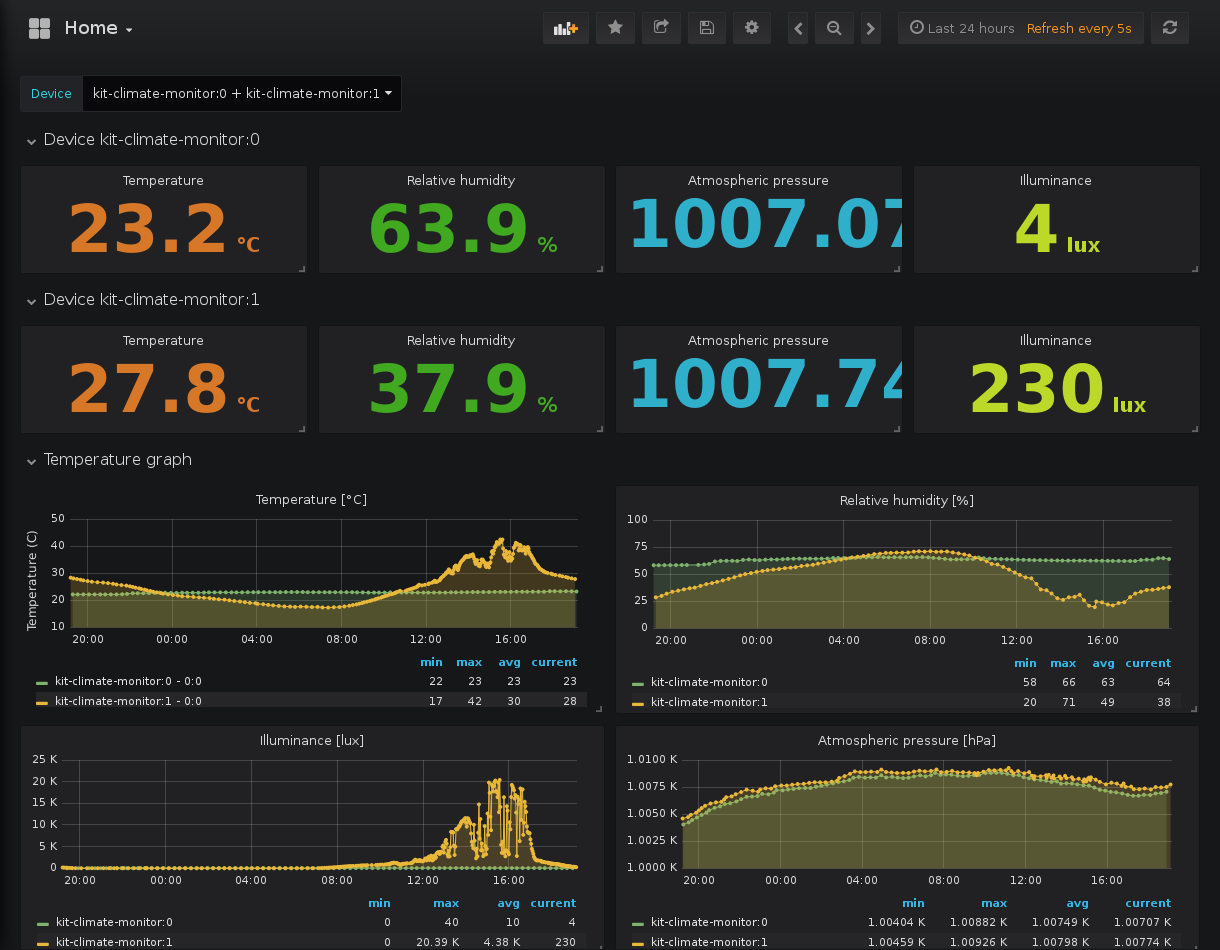 Home
Last 24 hours Refresh every 5s
Device kit-climate-monitor:0 + kit-climate-monitor:1
Device kit-climate-monitor:0
Temperature Relative humidity Atmospheric pressure Illuminance
23.2 °C 63.9 % 1007.07 4 lux
Device kit-climate-monitor:1
Temperature Relative humidity Atmospheric pressure Illuminance
27.8 °C 37.9 % 1007.74 230 lux
Temperature graph
Temperature [°C]
Temperature (C)
50
40
30
20
10
20:00 00:00 04:00 08:00 12:00 16:00
min max avg current
kit-climate-monitor:0 - 0:0 22 23 23 23
kit-climate-monitor:1 - 0:0 17 42 30 28
Relative humidity [%]
100
75
50
25
0
20:00 00:00 04:00 08:00 12:00 16:00
min max avg current
kit-climate-monitor:0 58 66 63 64
kit-climate-monitor:1 20 71 49 38
Illuminance [lux]
25 K
20 K
15 K
10 K
5 K
0
20:00 00:00 04:00 08:00 12:00 16:00
min max avg current
kit-climate-monitor:0 0 40 10 4
kit-climate-monitor:1 0 20.39 K 4.38 K 230
Atmospheric pressure [hPa]
1.0100 K
1.0075 K
1.0050 K
1.0025 K
1.0000 K
20:00 00:00 04:00 08:00 12:00 16:00
min max avg current
kit-climate-monitor:0 1.00404 K 1.00882 K 1.00749 K 1.00707 K
kit-climate-monitor:1 1.00459 K 1.00926 K 1.00798 K 1.00774 K